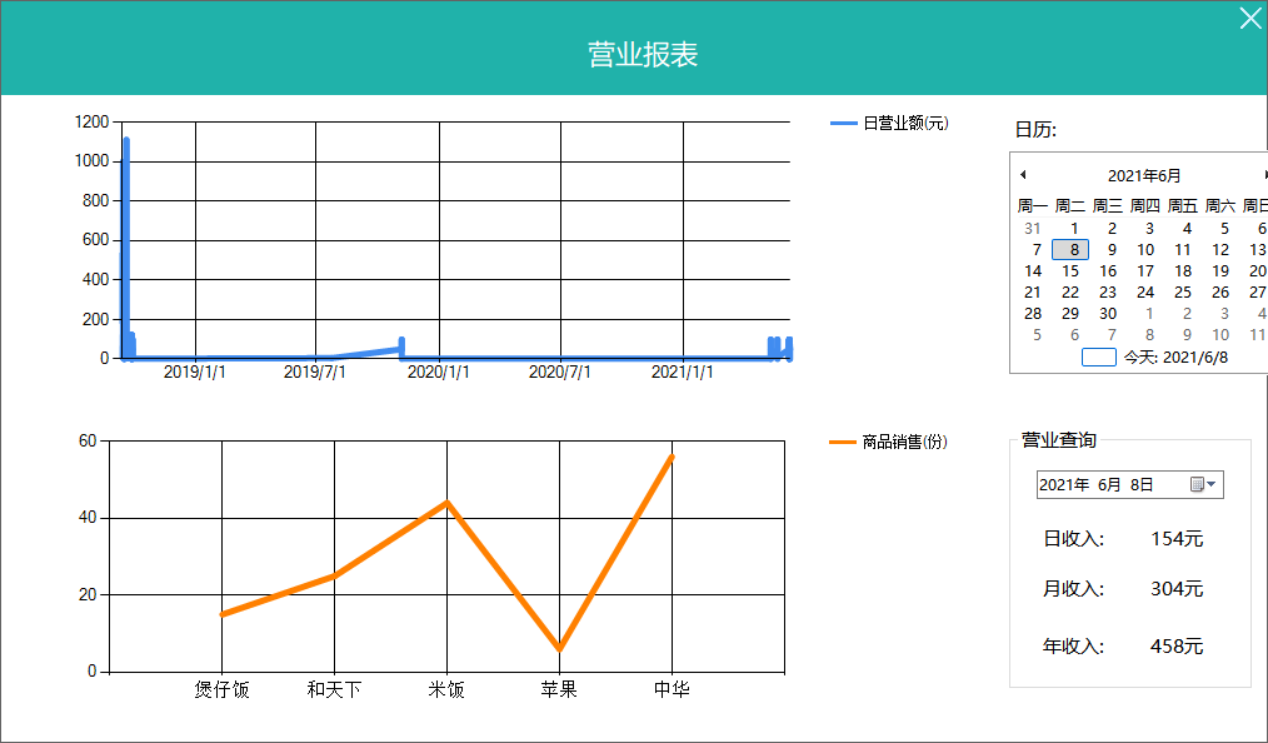 营业报表
1200
1000
800
600
400
200
0
2019/1/1 2019/7/1 2020/1/1 2020/7/1 2021/1/1
日营业额(元)
日历:
2021年6月
周一 周二 周三 周四 周五 周六 周日
31 1 2 3 4 5 6
7 8 9 10 11 12 13
14 15 16 17 18 19 20
21 22 23 24 25 26 27
28 29 30 1 2 3 4
5 6 7 8 9 10 11
今天: 2021/6/8
60
40
20
0
煲仔饭 和天下 米饭 苹果 中华
商品销售(份)
营业查询
2021年 6月 8日
日收入: 154元
月收入: 304元
年收入: 458元